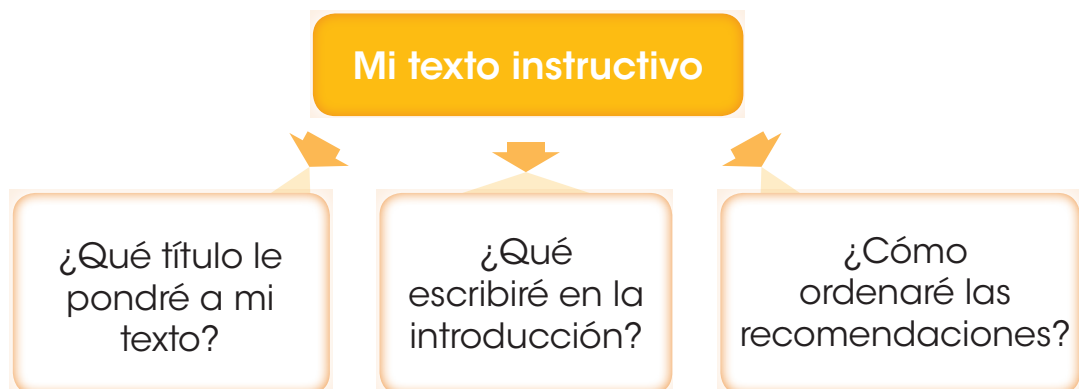 Mi texto instructivo
¿Qué título le
pondré a mi
texto?
¿Qué
escribiré en la
introducción?
¿Cómo
ordenaré las
recomendaciones?